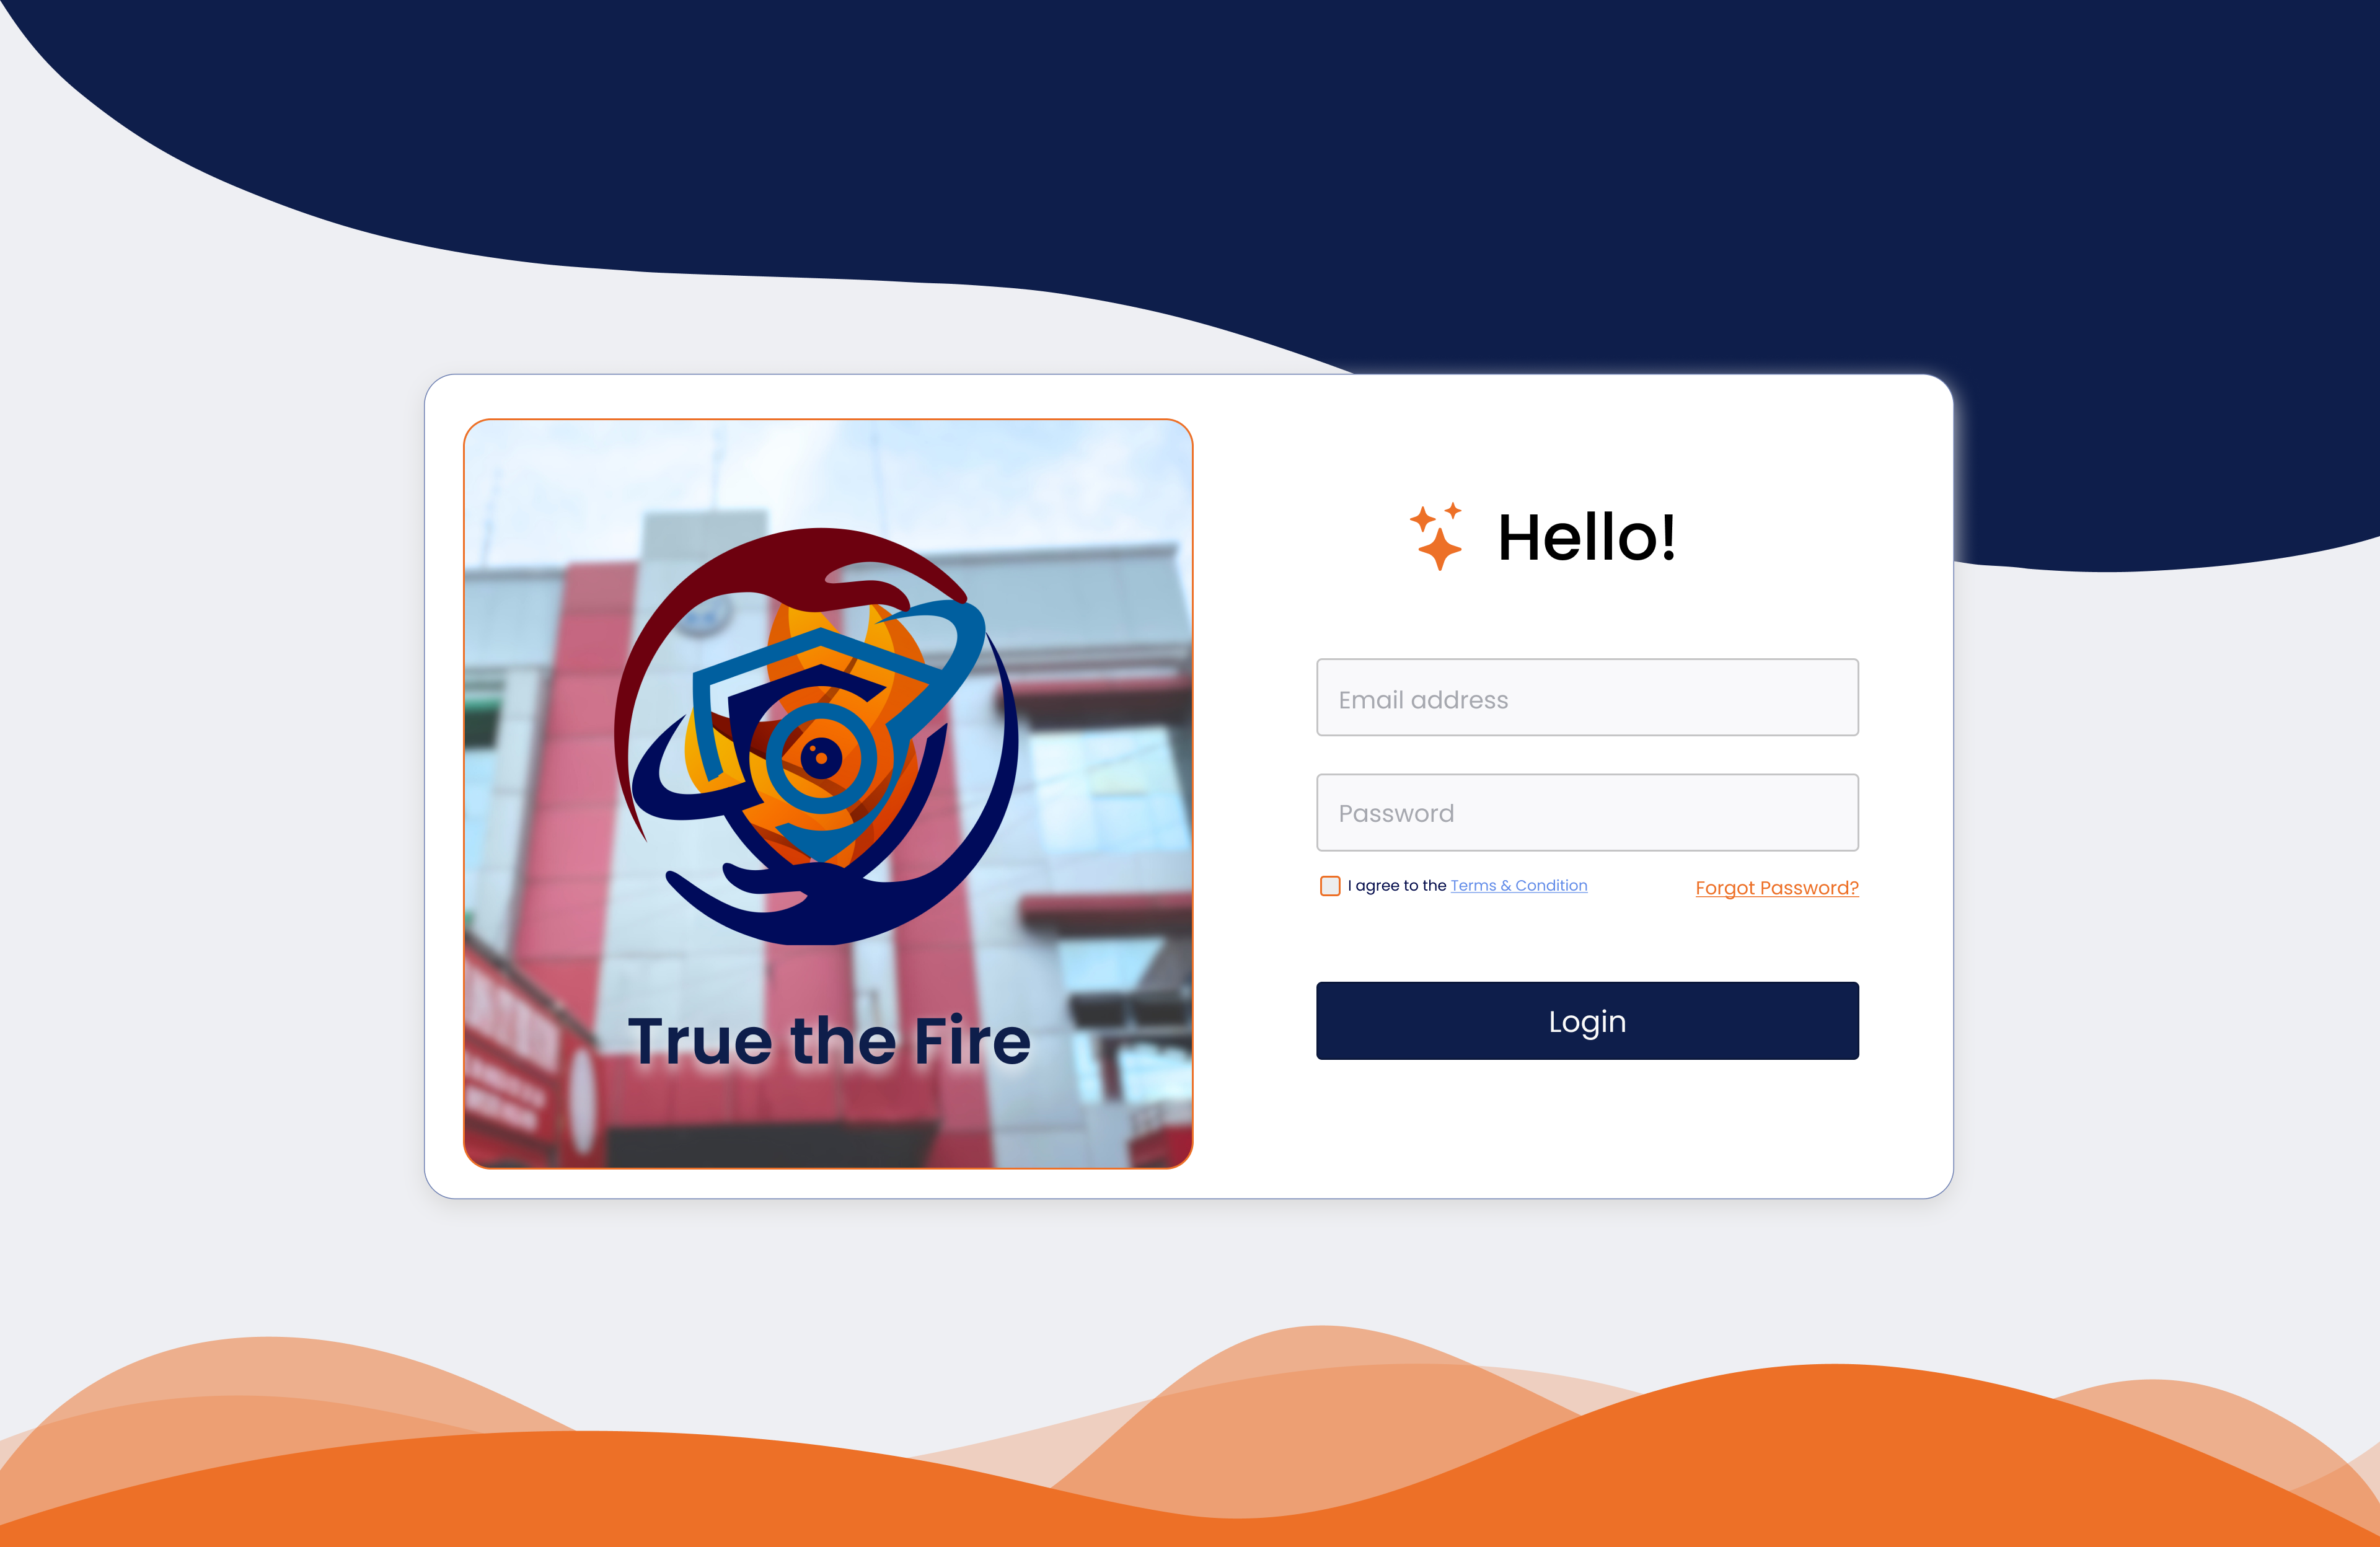 Hello!
Email address
Password
I agree to the Terms & Condition
Forgot Password?
Login
True the Fire